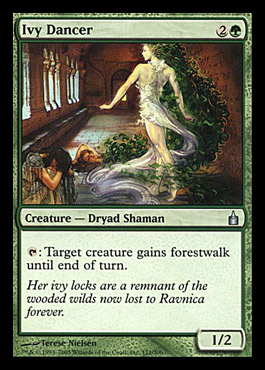 Ivy Dancer 2
Creature — Dryad Shaman
: Target creature gains forestwalk
until end of turn.
Her ivy locks are a remnant of the
wooded wilds now lost to Ravnica
forever.
Terese Nielsen
1/2